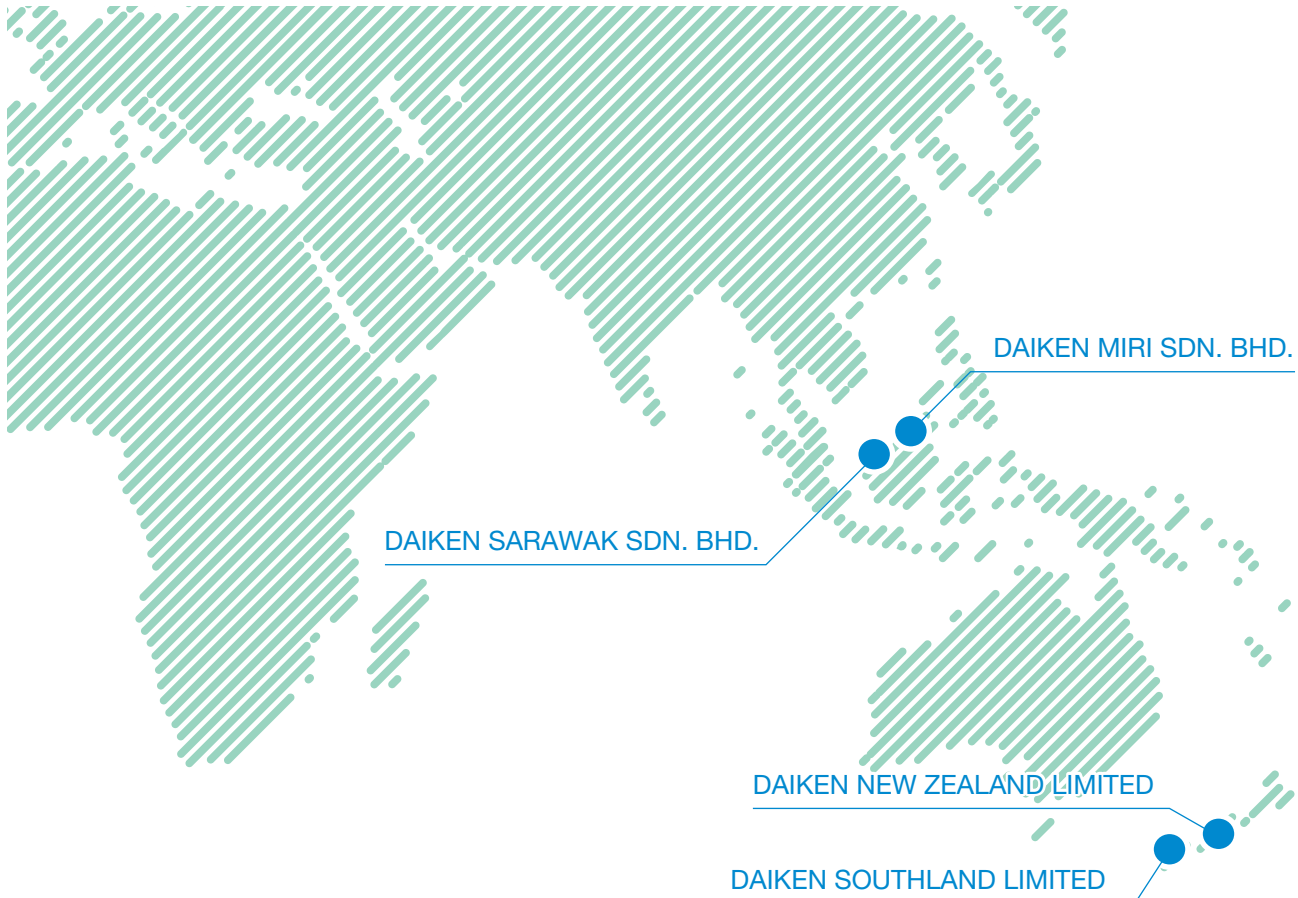 DAIKEN MIRI SDN. BHD.
DAIKEN SARAWAK SDN. BHD.
DAIKEN NEW ZEALAND LIMITED
DAIKEN SOUTHLAND LIMITED